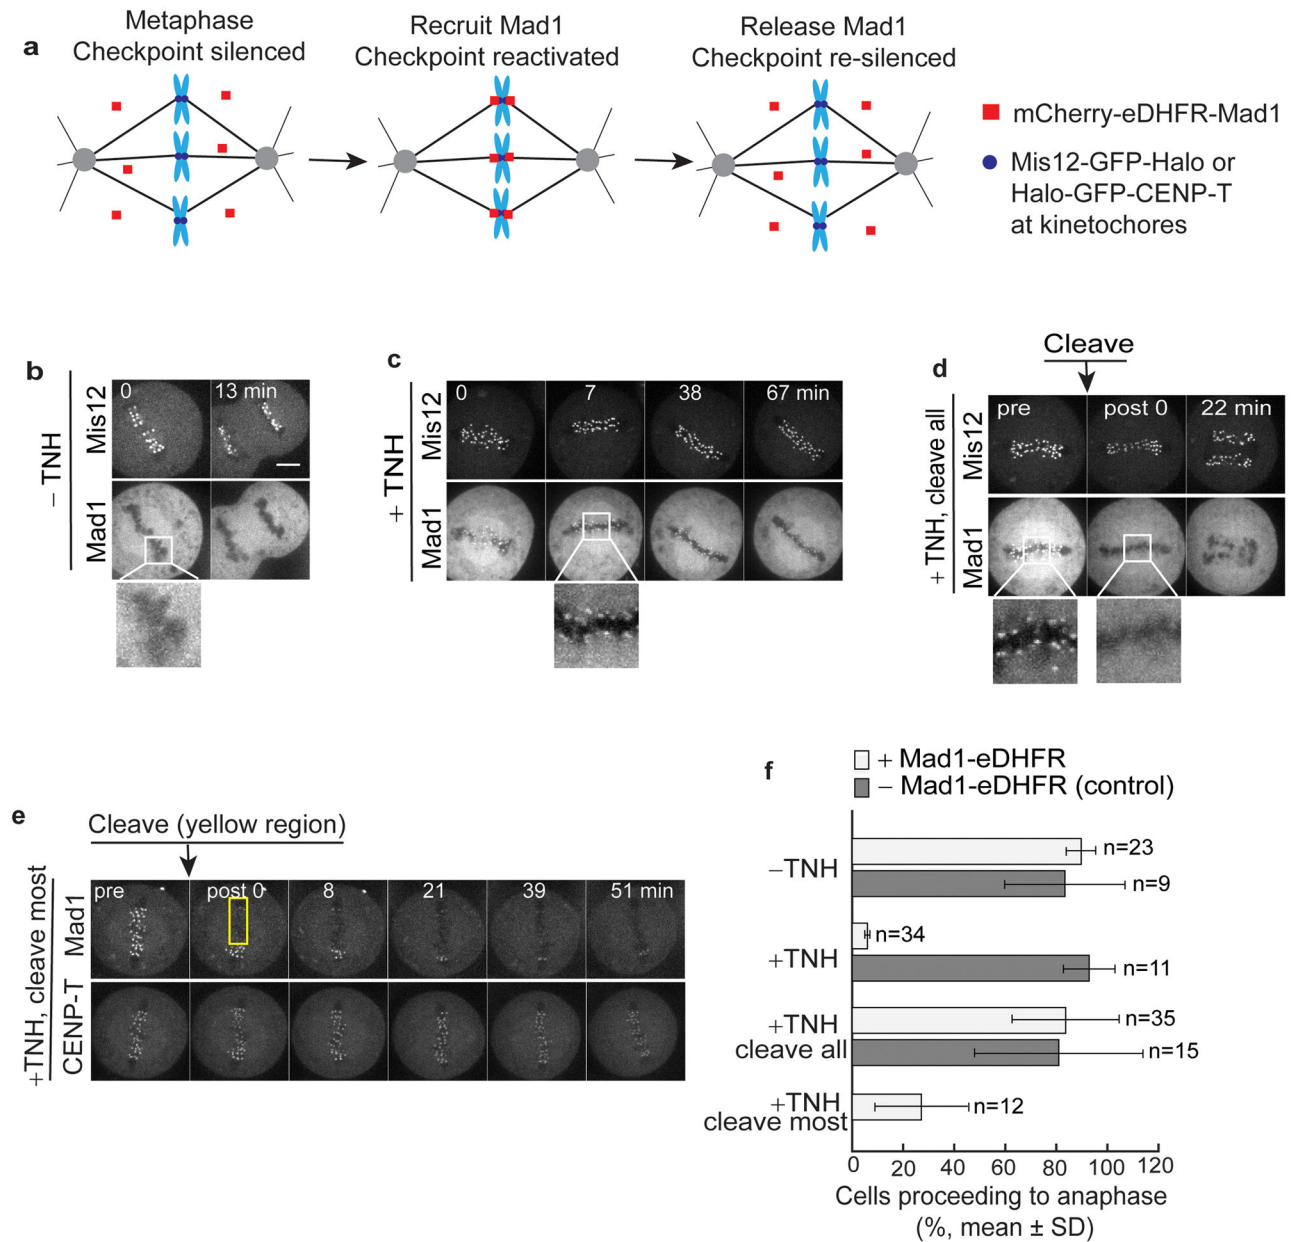 a
Metaphase
Checkpoint silenced
Recruit Mad1
Checkpoint reactivated
Release Mad1
Checkpoint re-silenced
mCherry-eDHFR-Mad1
Mis12-GFP-Halo or
Halo-GFP-CENP-T
at kinetochores
b
– TNH
Mis12
Mad1
0
13 min
c
+ TNH
Mis12
Mad1
0
7
38
67 min
d
Cleave
+ TNH, cleave all
Mis12
Mad1
pre
post 0
22 min
e
Cleave (yellow region)
+TNH, cleave most
Mad1
CENP-T
pre
post 0
8
21
39
51 min
f
+ Mad1-eDHFR
– Mad1-eDHFR (control)
–TNH
n=23
n=9
+TNH
n=34
n=11
+TNH
cleave all
n=35
n=15
+TNH
cleave most
n=12
0
20
40
60
80
100
120
Cells proceeding to anaphase
(%, mean ± SD)